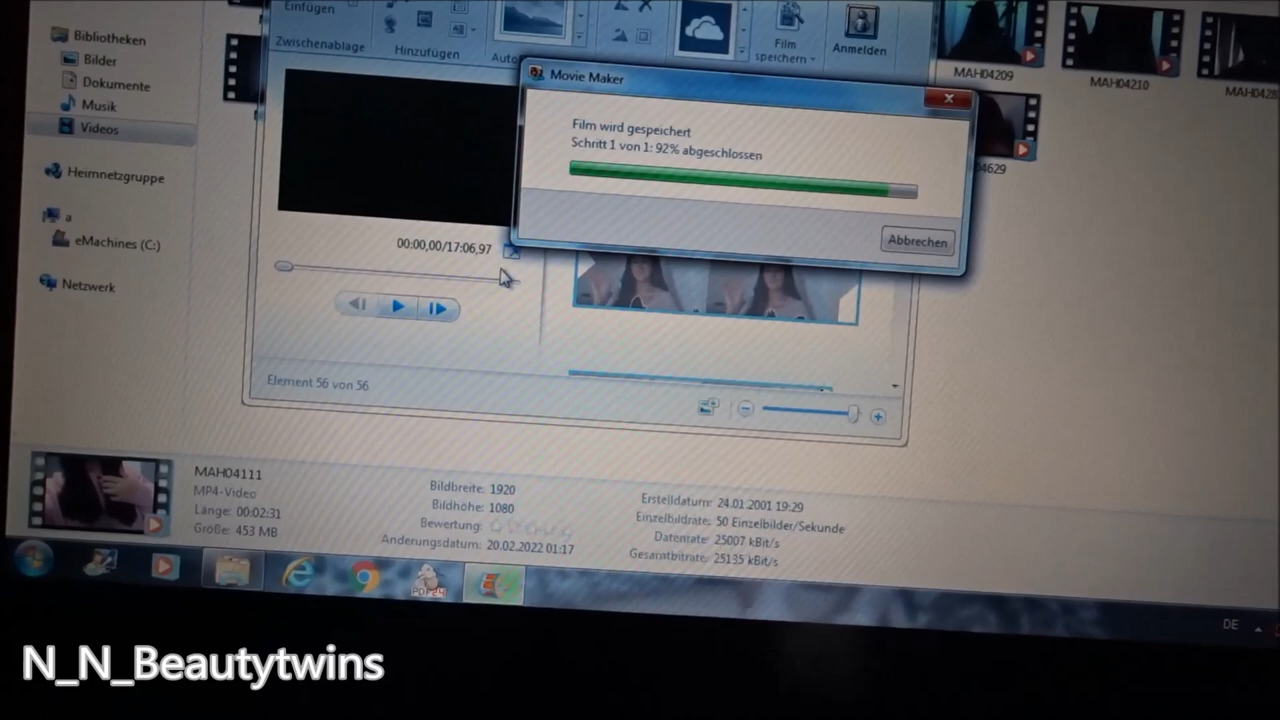 Bibliotheken
Bilder
Dokumente
Musik
Videos
Heimnetzgruppe
a
eMachines (C:)
Netzwerk
Einfügen
Zwischenablage
Hinzufügen
Film
speichern
Anmelden
MAH04209
MAH04210
Movie Maker
Film wird gespeichert
Schritt 1 von 1: 92% abgeschlossen
Abbrechen
00:00,00/17:06,97
Element 56 von 56
MAH04111
MP4-Video
Länge: 00:02:31
Größe: 453 MB
Bildbreite: 1920
Bildhöhe: 1080
Bewertung:
Änderungsdatum: 20.02.2022 01:17
Erstelldatum: 24.01.2001 19:29
Einzelbildrate: 50 Einzelbilder/Sekunde
Datenrate: 25007 kBit/s
Gesamtbitrate: 25135 kBit/s
PDF24
DE
N_N_Beautytwins